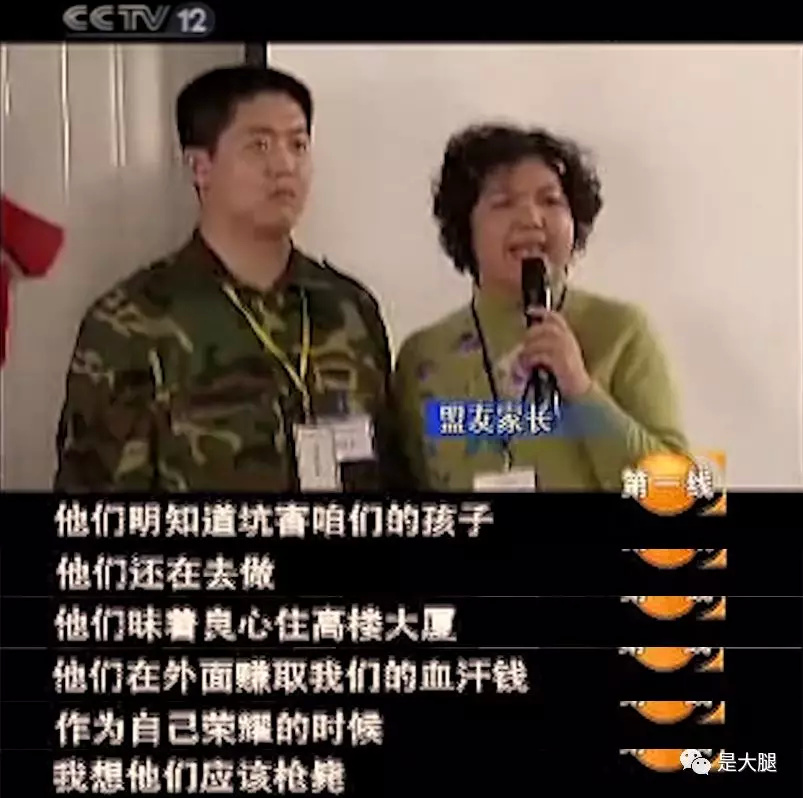 CCTV 12
盟友家长
第一线
他们明知道坑害咱们的孩子
他们还在去做
他们昧着良心住高楼大厦
他们在外面赚取我们的血汗钱
作为自己荣耀的时候
我想他们应该枪毙
是大腿